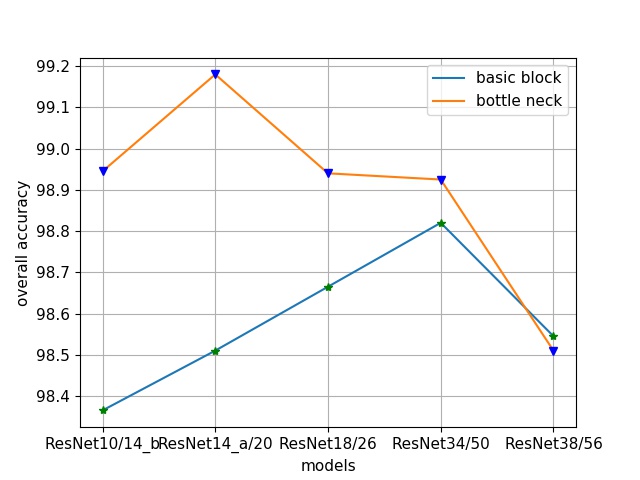 99.2
99.1
99.0
98.9
98.8
98.7
98.6
98.5
98.4
overall accuracy
basic block
bottle neck
ResNet10/14_b
ResNet14_a/20
ResNet18/26
ResNet34/50
ResNet38/56
models